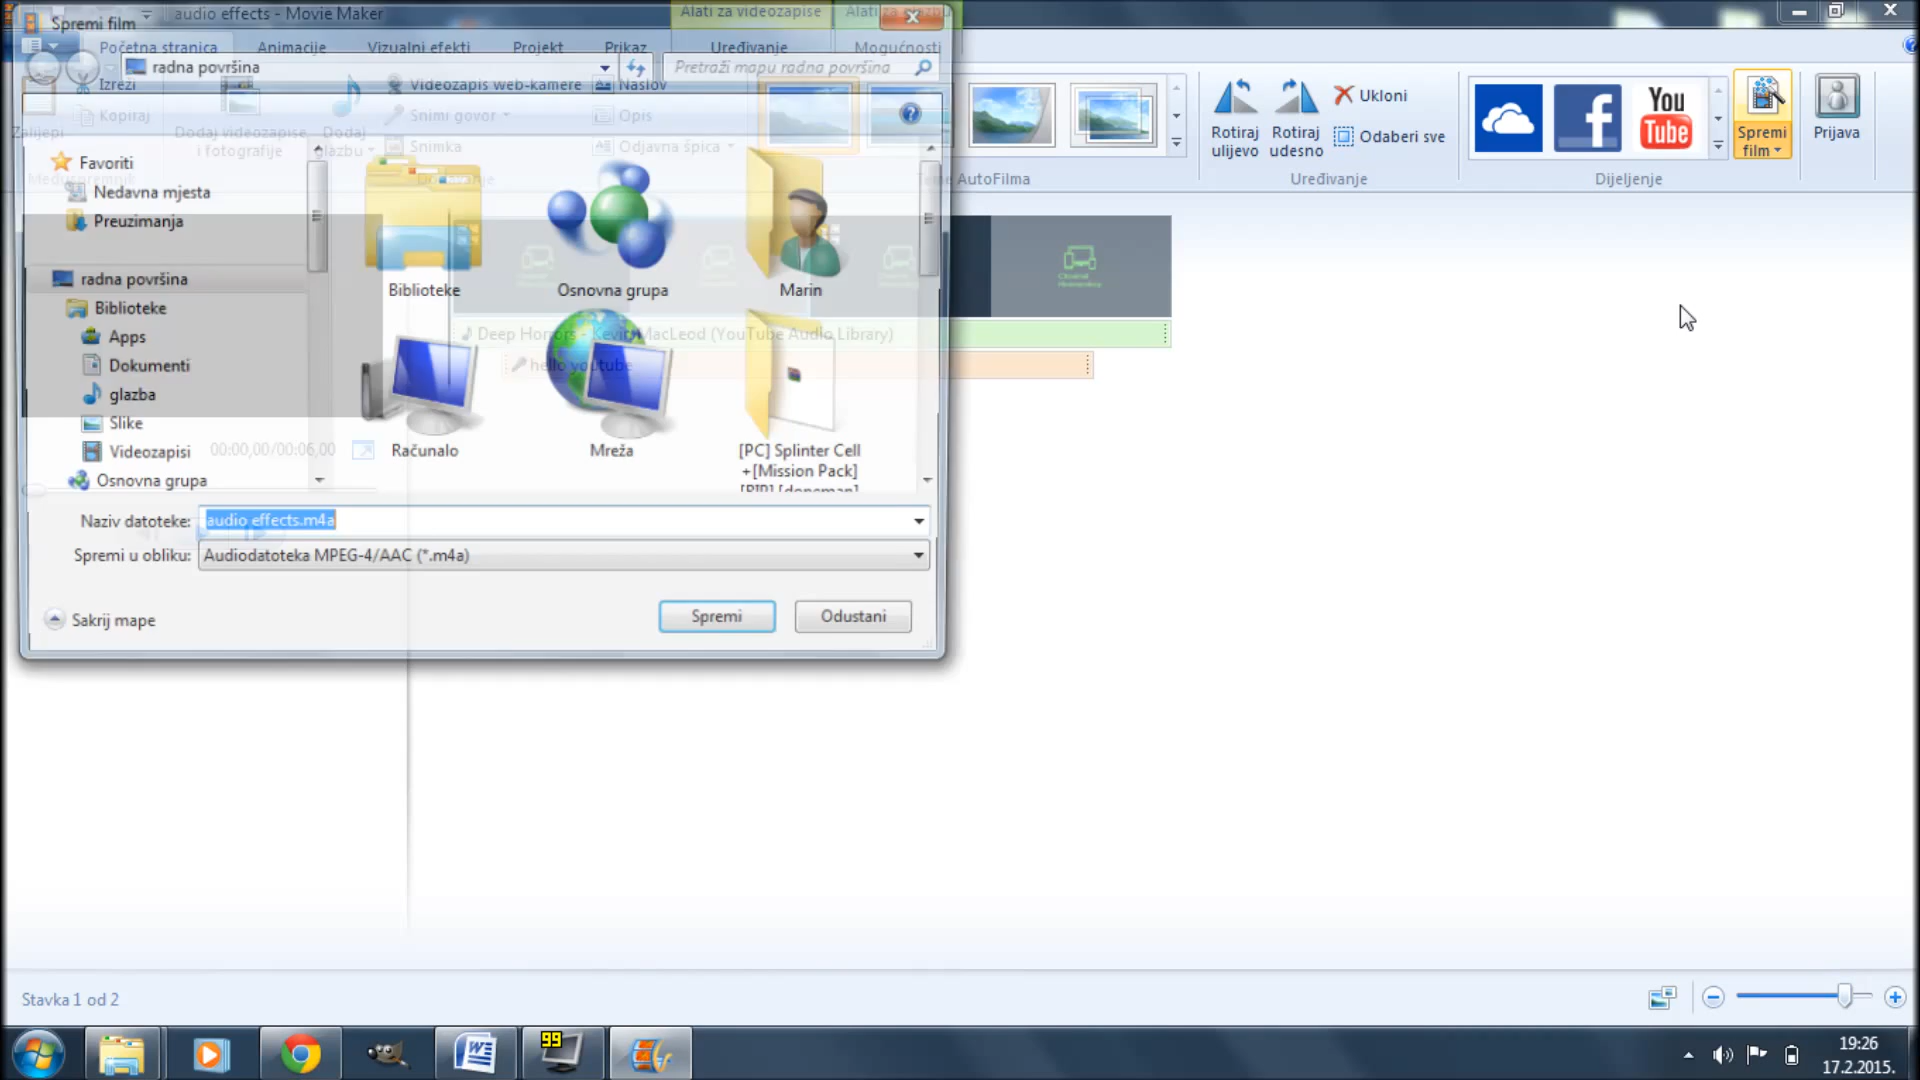 Spremi film
audio effects - Movie Maker
Alati za videozapise
Početna stranica
Animacije
Vizualni efekti
Projekt
Prikaz
Uređivanje
Mogućnosti
radna površina
Pretraži mapu radna površina
Izreži
Kopiraj
Dodaj videozapise
i fotografije
Dodaj
glazbu
Videozapis web-kamere
Snimi govor
Snimka
Naslov
Opis
Odjavna špica
AutoFilma
Rotiraj
ulijevo
Rotiraj
udesno
Ukloni
Odaberi sve
Uređivanje
You
Tube
Dijeljenje
Spremi
film
Prijava
Favoriti
Nedavna mjesta
Preuzimanja
radna površina
Biblioteke
Apps
Dokumenti
glazba
Slike
Videozapisi
Osnovna grupa
Biblioteke
Osnovna grupa
Marin
Računalo
Mreža
[PC] Splinter Cell
+[Mission Pack]
[RIP] [dopeman]
Deep Horrors - Kevin MacLeod (YouTube Audio Library)
hello youtube
00:00,00/00:06,00
Naziv datoteke:
audio effects.m4a
Spremi u obliku:
Audiodatoteka MPEG-4/AAC (*.m4a)
Sakrij mape
Spremi
Odustani
Stavka 1 od 2
99
19:26
17.2.2015.